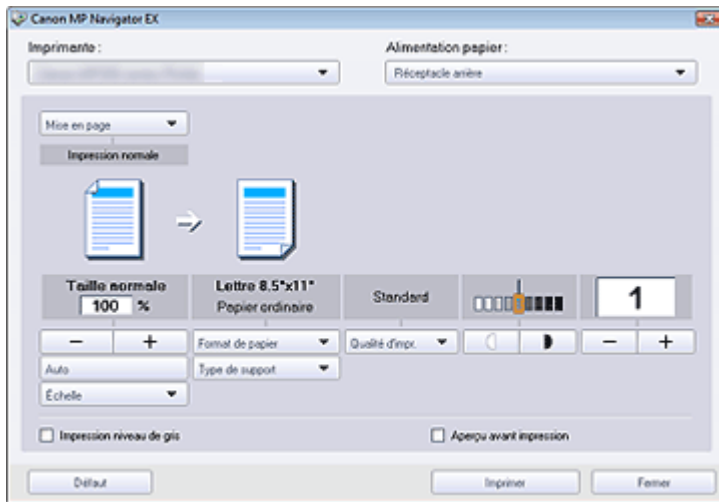 Canon MP Navigator EX
Imprimante :
Alimentation papier :
Réceptacle arrière
Mise en page
Impression normale
Taille normale
100 %
Lettre 8.5"x11"
Papier ordinaire
Standard
1
− +
Format de papier
Qualité d'impr.
− +
Auto
Type de support
Échelle
Impression niveau de gris
Aperçu avant impression
Défaut
Imprimer
Fermer